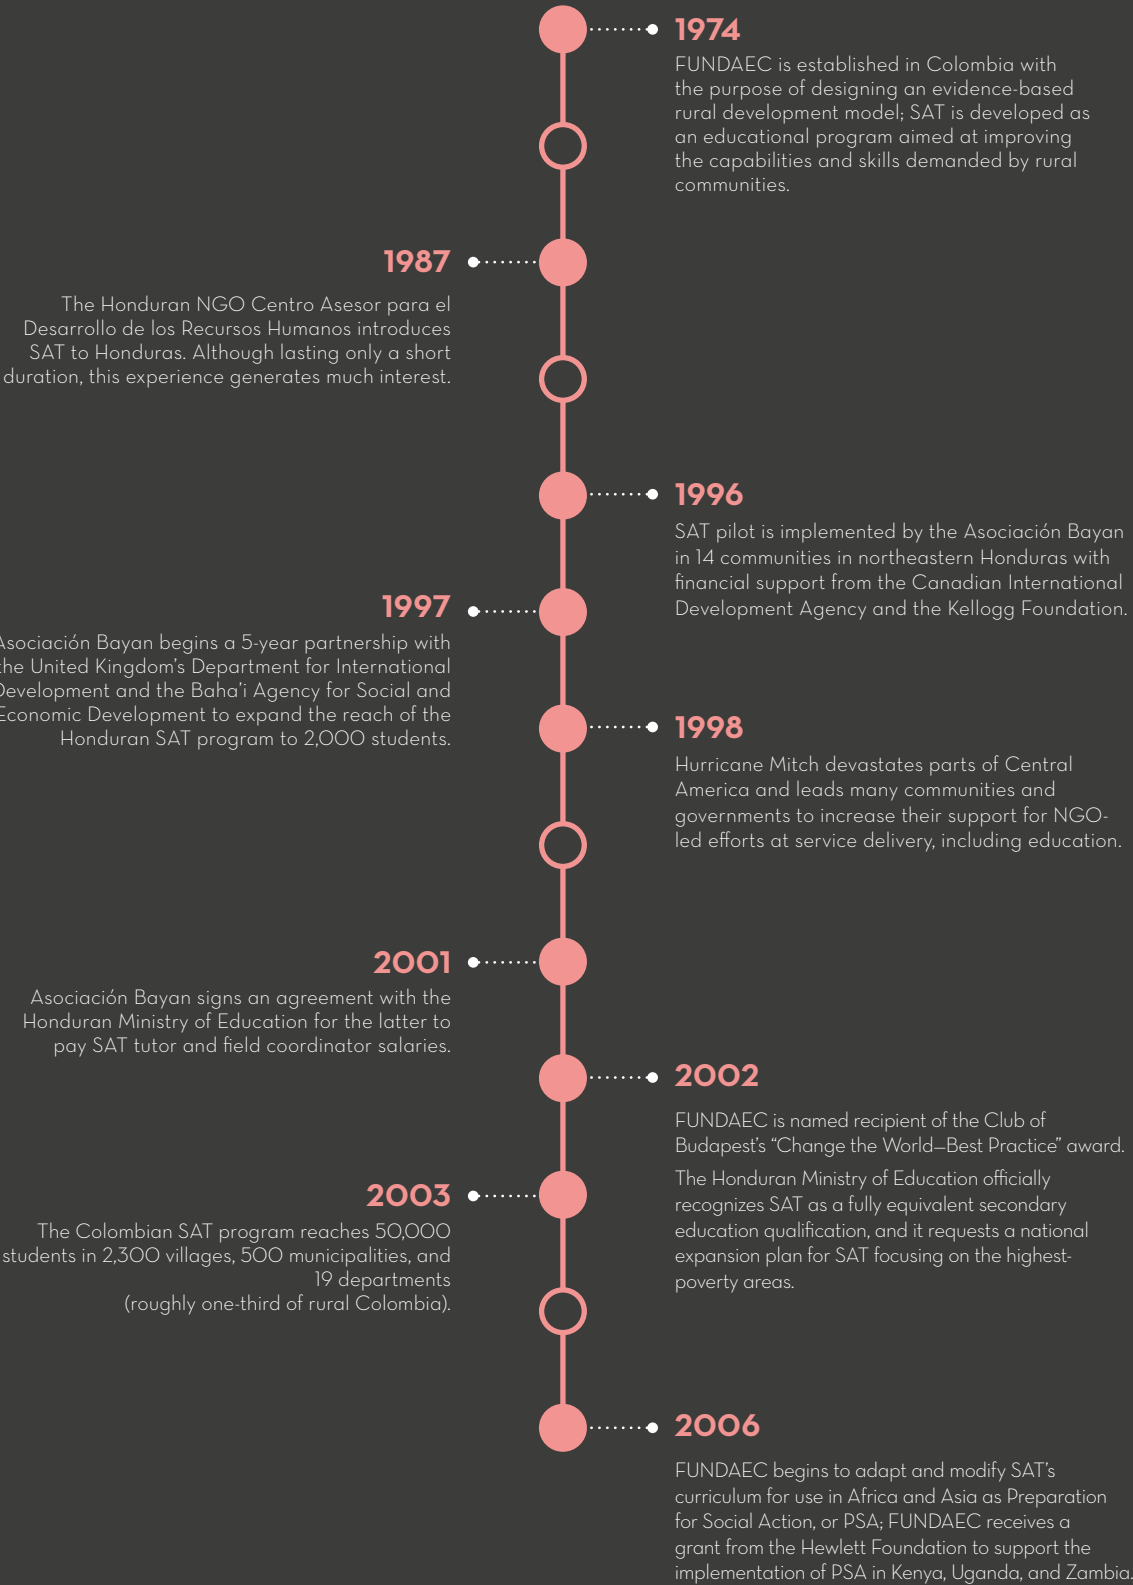 1974
FUNDAEC is established in Colombia with
the purpose of designing an evidence-based
rural development model; SAT is developed as
an educational program aimed at improving
the capabilities and skills demanded by rural
communities.
1987
The Honduran NGO Centro Asesor para el
Desarrollo de los Recursos Humanos introduces
SAT to Honduras. Although lasting only a short
duration, this experience generates much interest.
1996
SAT pilot is implemented by the Asociación Bayan
in 14 communities in northeastern Honduras with
financial support from the Canadian International
Development Agency and the Kellogg Foundation.
1997
Asociación Bayan begins a 5-year partnership with
the United Kingdom's Department for International
Development and the Baha'i Agency for Social and
Economic Development to expand the reach of the
Honduran SAT program to 2,000 students.
1998
Hurricane Mitch devastates parts of Central
America and leads many communities and
governments to increase their support for NGO-
led efforts at service delivery, including education.
2001
Asociación Bayan signs an agreement with the
Honduran Ministry of Education for the latter to
pay SAT tutor and field coordinator salaries.
2002
FUNDAEC is named recipient of the Club of
Budapest's “Change the World—Best Practice” award.
The Honduran Ministry of Education officially
recognizes SAT as a fully equivalent secondary
education qualification, and it requests a national
expansion plan for SAT focusing on the highest-
poverty areas.
2003
The Colombian SAT program reaches 50,000
students in 2,300 villages, 500 municipalities, and
19 departments
(roughly one-third of rural Colombia).
2006
FUNDAEC begins to adapt and modify SAT's
curriculum for use in Africa and Asia as Preparation
for Social Action, or PSA; FUNDAEC receives a
grant from the Hewlett Foundation to support the
implementation of PSA in Kenya, Uganda, and Zambia.